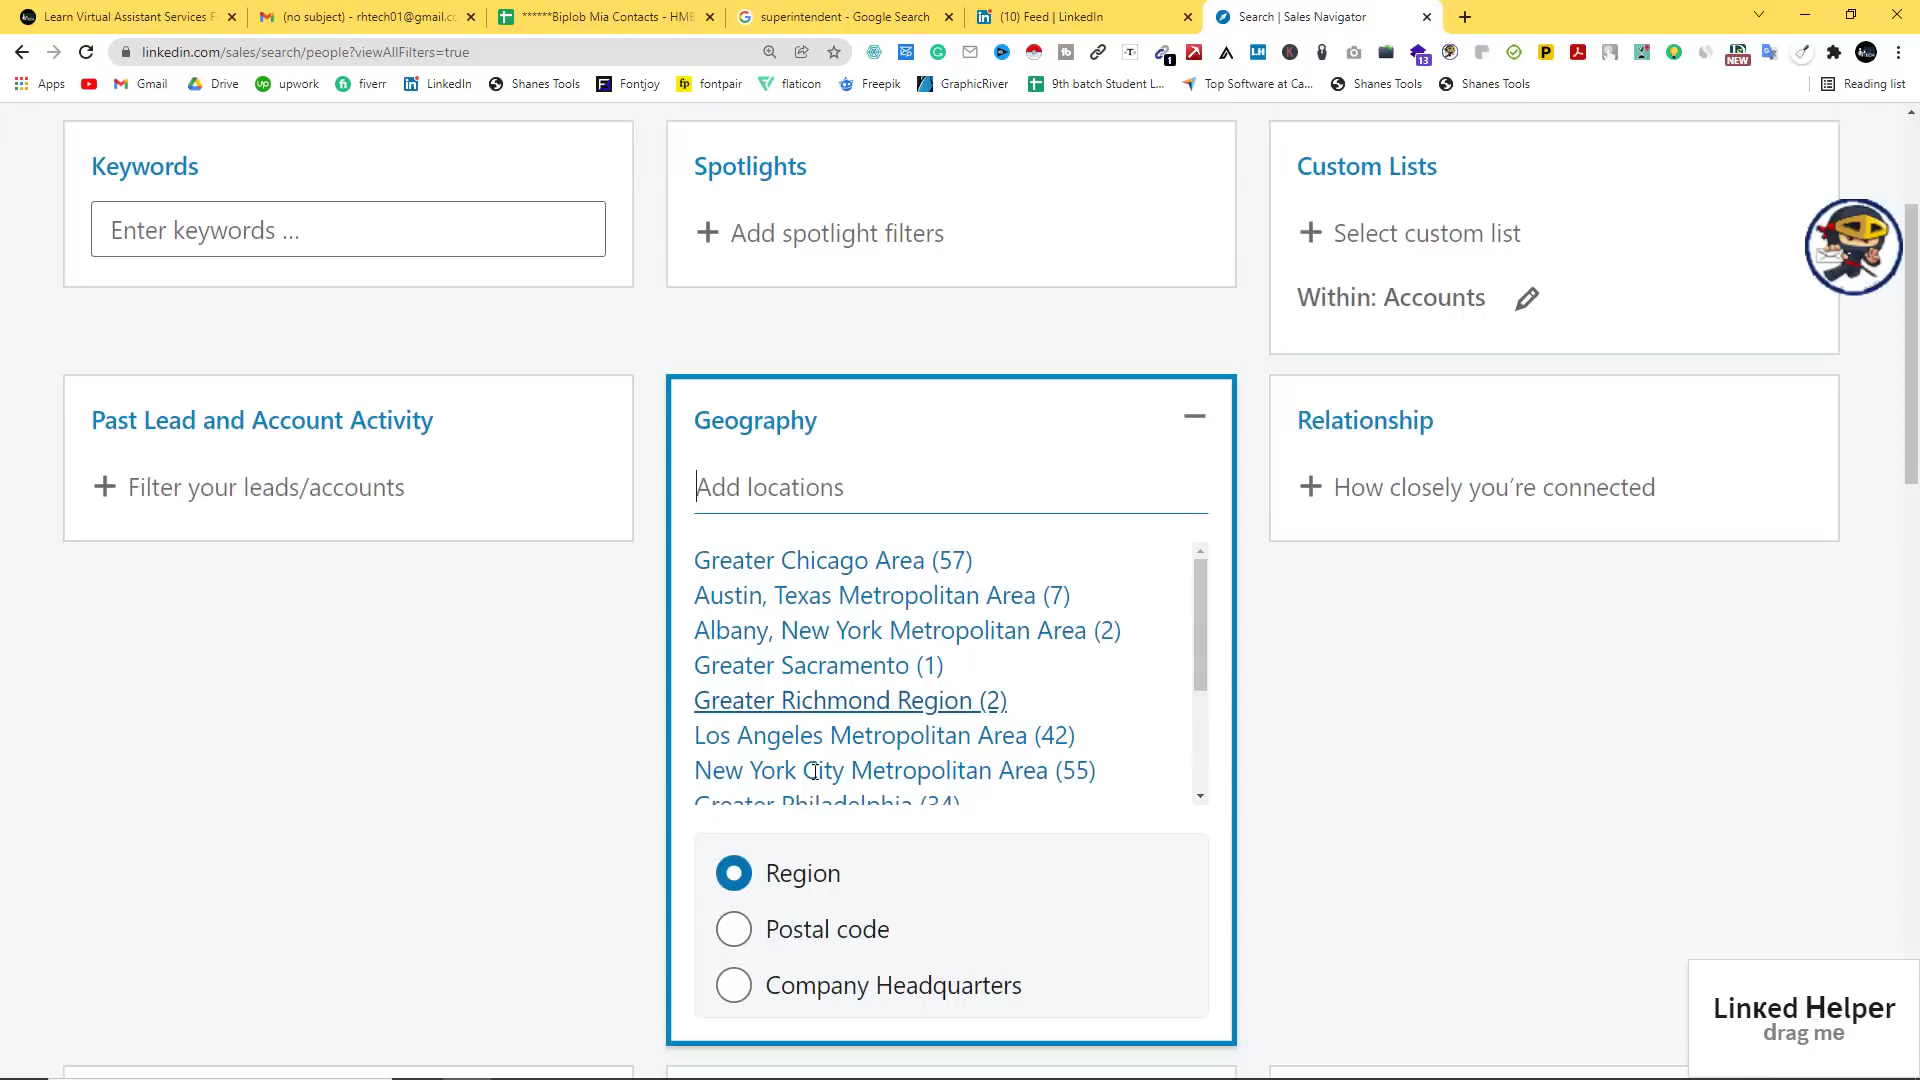 Learn Virtual Assistant Services F
(no subject) - rhtech01@gmail.cc
******Biplob Mia Contacts - HMB
superintendent - Google Search
(10) Feed | LinkedIn
Search | Sales Navigator
linkedin.com/sales/search/people?viewAllFilters=true
Apps
Gmail
Drive
upwork
fiverr
LinkedIn
Shanes Tools
Fontjoy
fontpair
flaticon
Freepik
GraphicRiver
9th batch Student L...
Top Software at Ca...
Shanes Tools
Shanes Tools
Reading list
Keywords
Enter keywords ...
Spotlights
Add spotlight filters
Custom Lists
Select custom list
Within: Accounts
Past Lead and Account Activity
Filter your leads/accounts
Geography
Add locations
Greater Chicago Area (57)
Austin, Texas Metropolitan Area (7)
Albany, New York Metropolitan Area (2)
Greater Sacramento (1)
Greater Richmond Region (2)
Los Angeles Metropolitan Area (42)
New York City Metropolitan Area (55)
Greater Philadelphia (34)
Region
Postal code
Company Headquarters
Relationship
How closely you're connected
Linked Helper
drag me